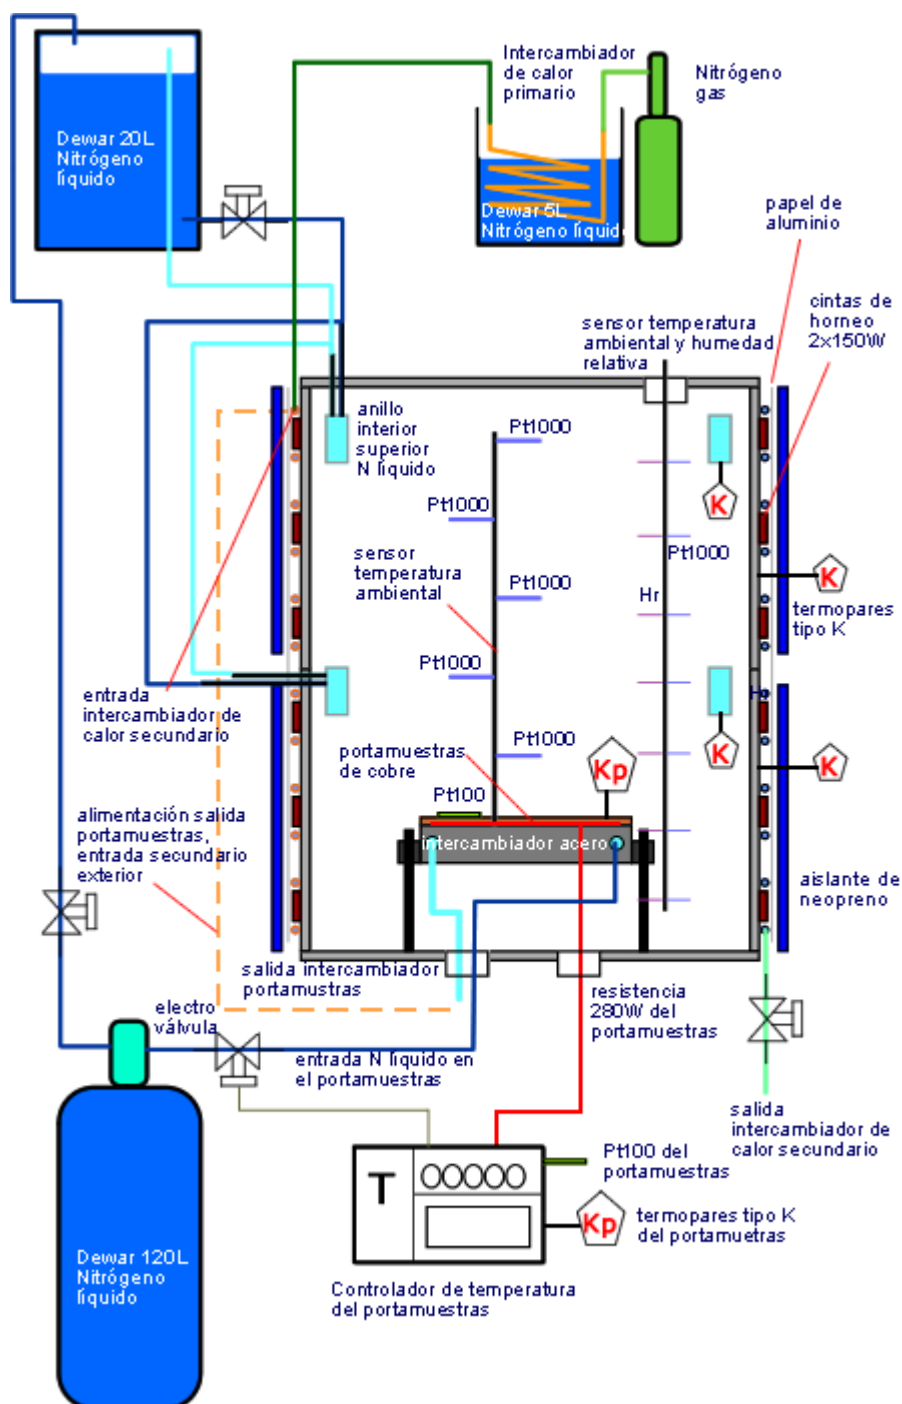 Intercambiador
de calor
primario
Nitrógeno
gas
Dewar 20L
Nitrógeno
líquido
Dewar 5L
Nitrógeno líquido
papel de
aluminio
cintas de
horneo
2x150W
sensor temperatura
ambiental y humedad
relativa
anillo
interior
superior
N líquido
Pt1000
Pt1000
K
sensor
temperatura
ambiental
Pt1000
Pt1000
Hr
K
termopares
tipo K
Pt1000
entrada
intercambiador de
calor secundario
H
Pt1000
K
K
portamuestras
de cobre
Kp
Pt100
alimentación salida
portamuestras,
entrada secundario
exterior
intercambiador acero
aislante de
neopreno
salida intercambiador
portamustras
resistencia
280W del
portamuestras
electro
válvula
entrada N líquido en
el portamuestras
salida
intercambiador de
calor secundario
T
Pt100 del
portamuestras
Kp
termopares tipo K
del portamuetras
Dewar 120L
Nitrógeno
líquido
Controlador de temperatura
del portamuestras